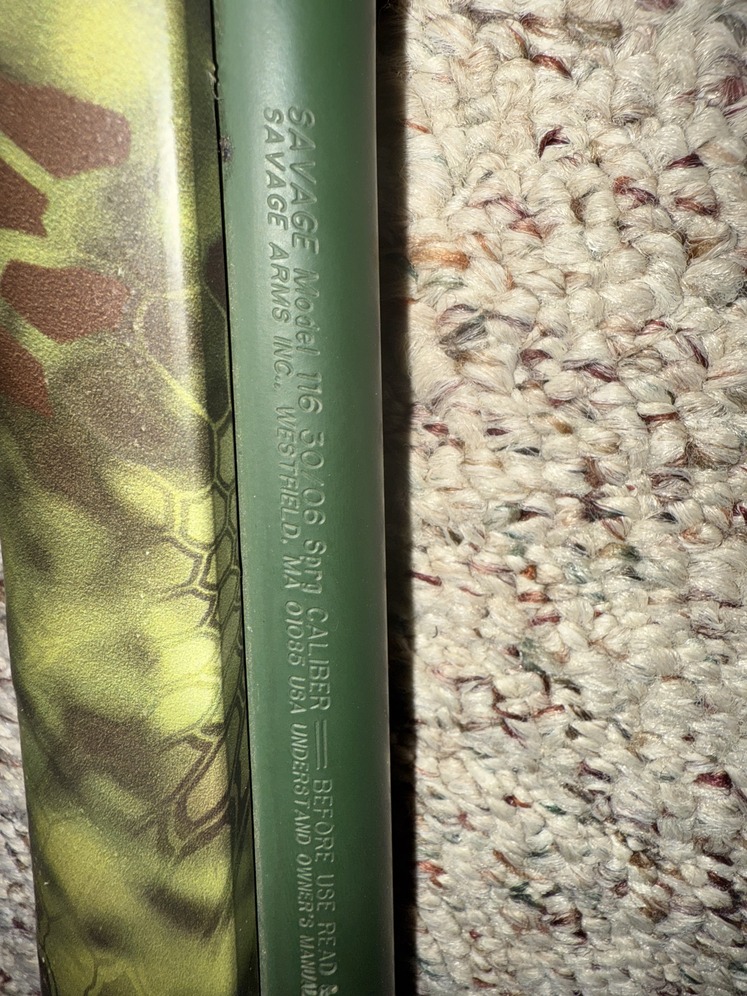 SAVAGE Model 116 30/06 Sprg CALIBER — BEFORE USE READ &
SAVAGE ARMS INC., WESTFIELD, MA 01085 USA UNDERSTAND OWNER'S MANUAL